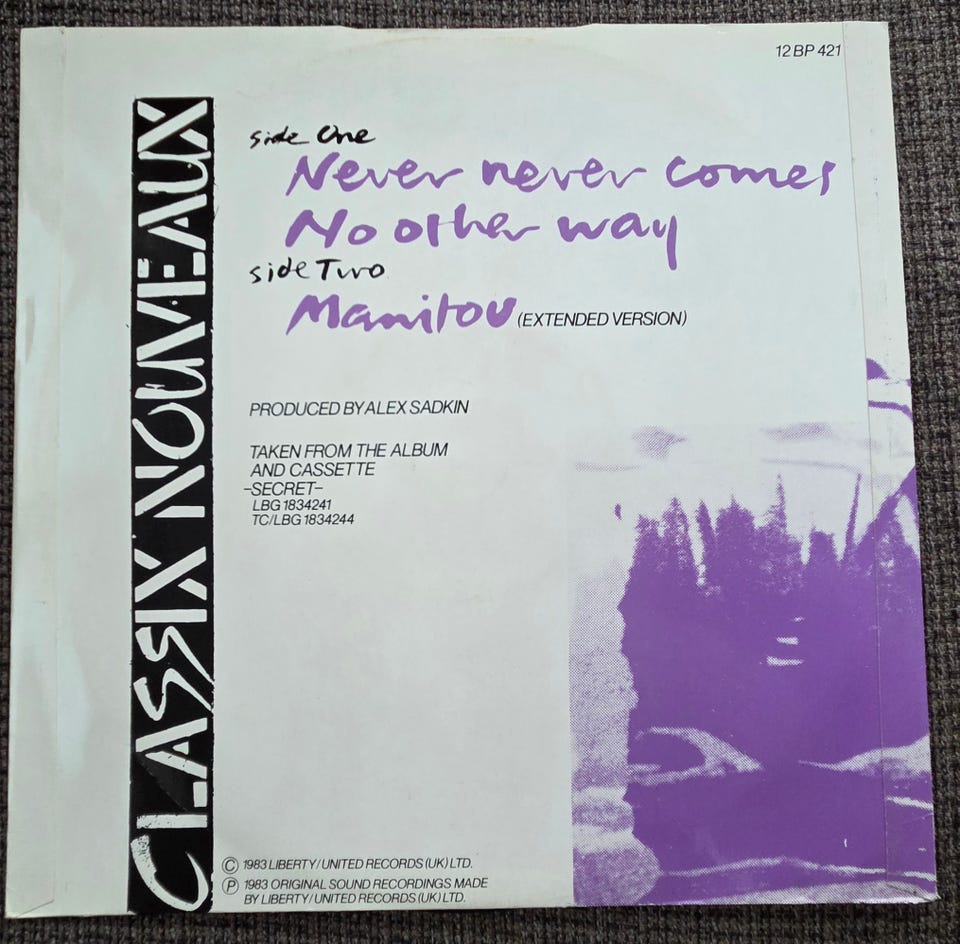 12 BP 421
CLASSIX NOUVEAUX
side One
Never never comes
No other way
side Two
Manitou (EXTENDED VERSION)
PRODUCED BY ALEX SADKIN
TAKEN FROM THE ALBUM
AND CASSETTE
-SECRET-
LBG 1834241
TC/LBG 1834244
© 1983 LIBERTY/UNITED RECORDS (UK) LTD.
℗ 1983 ORIGINAL SOUND RECORDINGS MADE
BY LIBERTY/UNITED RECORDS (UK) LTD.